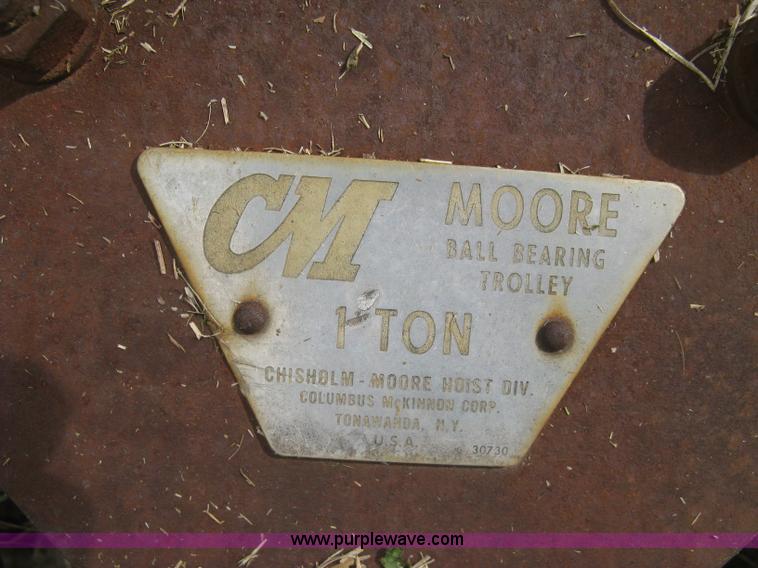 CM
MOORE
BALL BEARING
TROLLEY
1 TON
CHISHOLM - MOORE HOIST DIV.
COLUMBUS McKINNON CORP.
TONAWANDA, N.Y.
U.S.A.
30730
www.purplewave.com